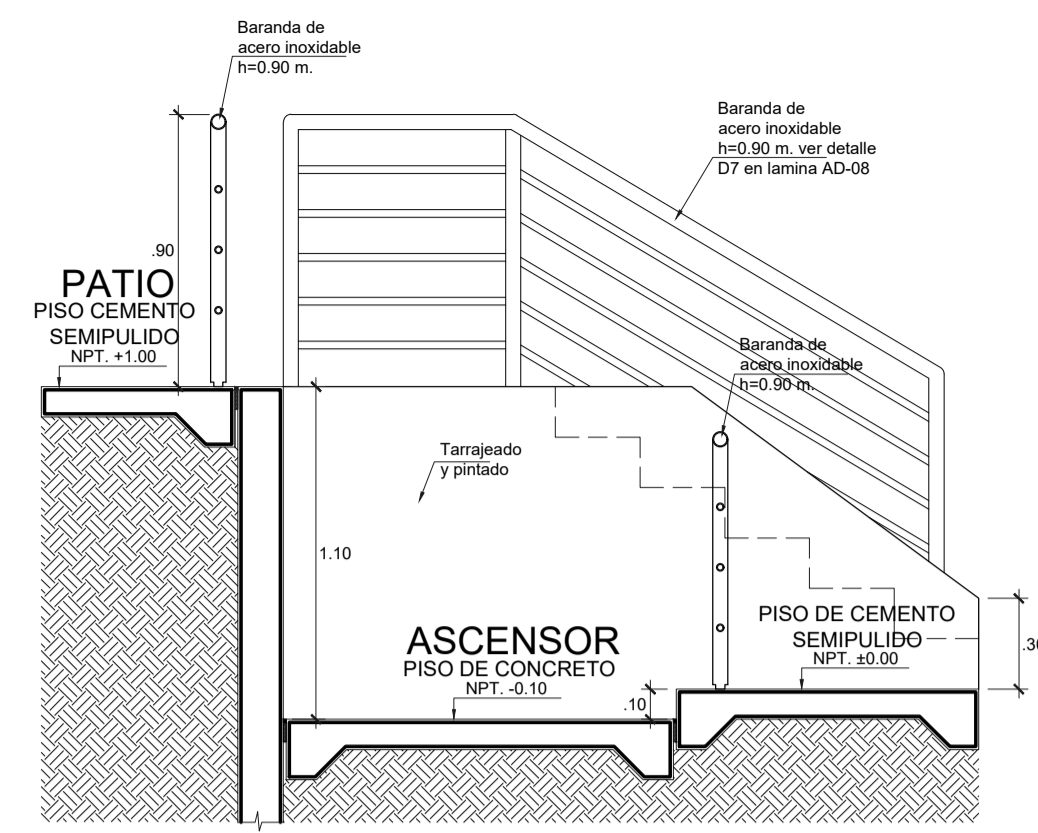 Baranda de
acero inoxidable
h=0.90 m.
Baranda de
acero inoxidable
h=0.90 m. ver detalle
D7 en lamina AD-08
.90
PATIO
PISO CEMENTO
SEMIPULIDO
NPT. +1.00
Baranda de
acero inoxidable
h=0.90 m.
Tarrajeado
y pintado
1.10
ASCENSOR
PISO DE CONCRETO
NPT. -0.10
.10
PISO DE CEMENTO
SEMIPULIDO
NPT. ±0.00
.30